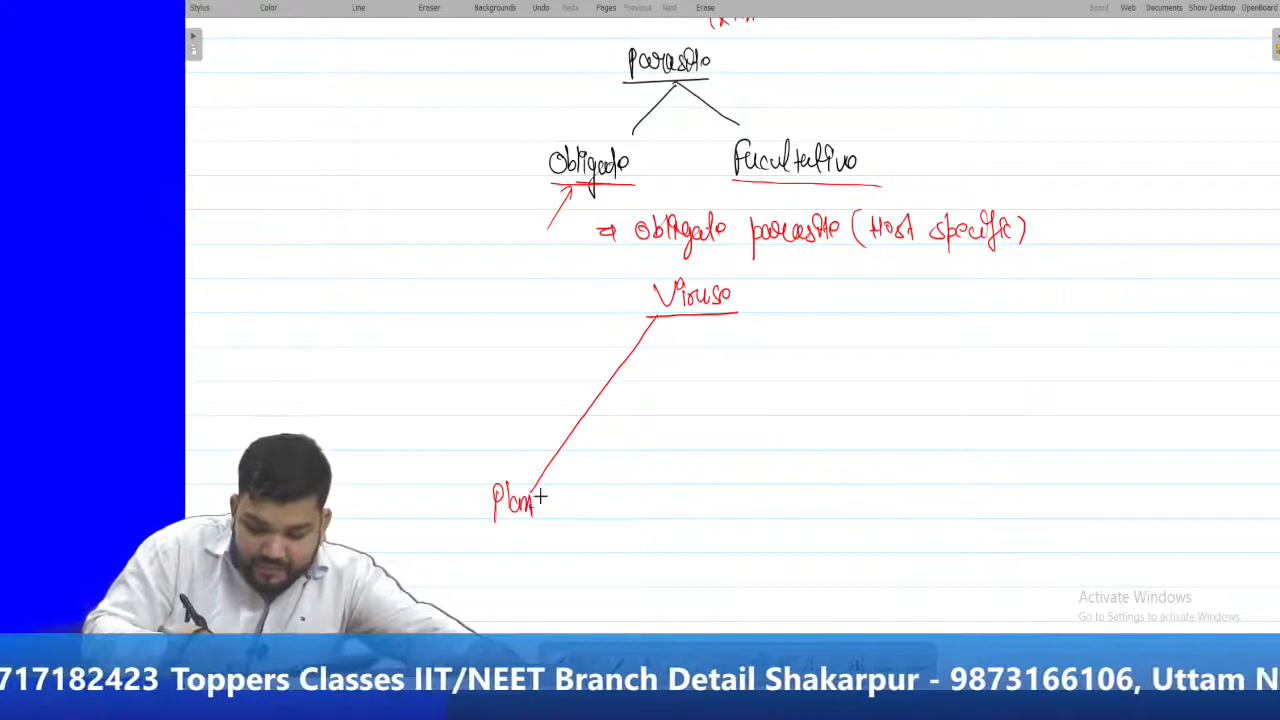 Stylus Color Line Eraser Backgrounds Undo Redo Pages Previous Next Erase Board Web Documents Show Desktop OpenBoard
Parasite
Obligate Facultative
⇒ Obligate parasite (Host specific)
Viruse
Plant
Activate Windows
Go to Settings to activate Windows.
717182423 Toppers Classes IIT/NEET Branch Detail Shakarpur - 9873166106, Uttam N